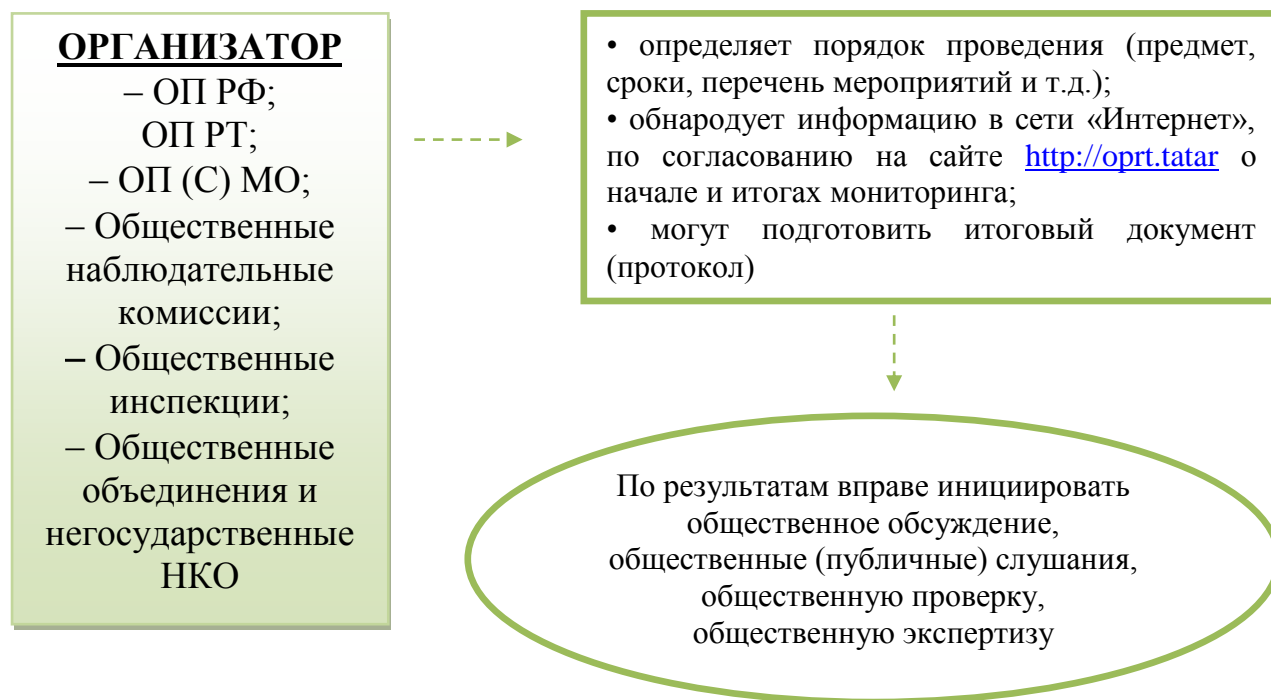 ОРГАНИЗАТОР
– ОП РФ;
ОП РТ;
– ОП (С) МО;
– Общественные
наблюдательные
комиссии;
– Общественные
инспекции;
– Общественные
объединения и
негосударственные
НКО
• определяет порядок проведения (предмет,
сроки, перечень мероприятий и т.д.);
• обнародует информацию в сети «Интернет»,
по согласованию на сайте http://oprt.tatar о
начале и итогах мониторинга;
• могут подготовить итоговый документ
(протокол)
По результатам вправе инициировать
общественное обсуждение,
общественные (публичные) слушания,
общественную проверку,
общественную экспертизу